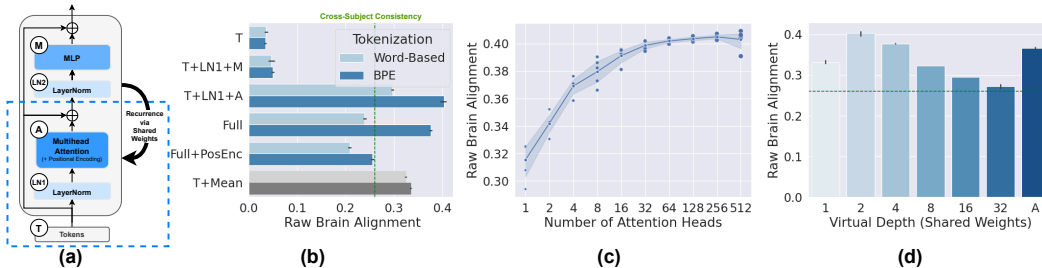 M
MLP
LN2
LayerNorm
A
Multihead
Attention
(+ Positional Encoding)
Recurrence
via
Shared
Weights
LN1
LayerNorm
T
Tokens
(a)
Cross-Subject Consistency
T
T+LN1+M
T+LN1+A
Full
Full+PosEnc
T+Mean
Tokenization
Word-Based
BPE
0.0 0.1 0.2 0.3 0.4
Raw Brain Alignment
(b)
Raw Brain Alignment
0.40
0.38
0.36
0.34
0.32
0.30
1 2 4 8 16 32 64 128 256 512
Number of Attention Heads
(c)
Raw Brain Alignment
0.4
0.3
0.2
0.1
0.0
1 2 4 8 16 32 A
Virtual Depth (Shared Weights)
(d)